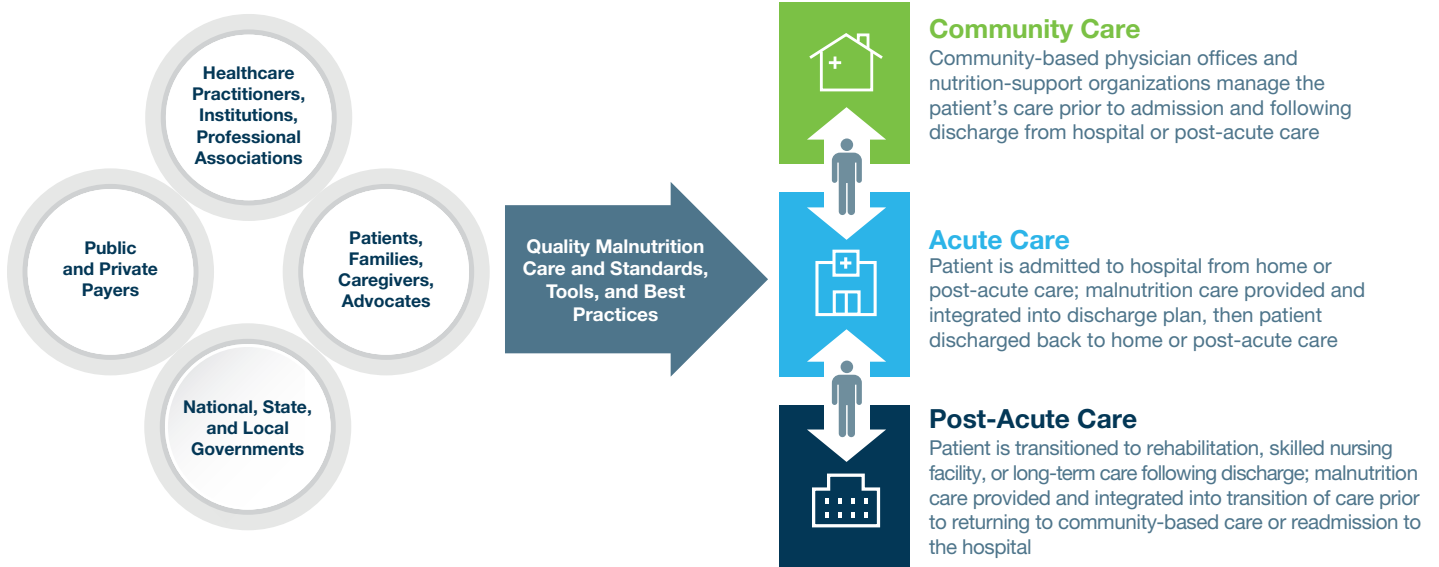 Healthcare
Practitioners,
Institutions,
Professional
Associations
Public
and Private
Payers
Patients,
Families,
Caregivers,
Advocates
National, State,
and Local
Governments
Quality Malnutrition
Care and Standards,
Tools, and Best
Practices
Community Care
Community-based physician offices and
nutrition-support organizations manage the
patient's care prior to admission and following
discharge from hospital or post-acute care
Acute Care
Patient is admitted to hospital from home or
post-acute care; malnutrition care provided and
integrated into discharge plan, then patient
discharged back to home or post-acute care
Post-Acute Care
Patient is transitioned to rehabilitation, skilled nursing
facility, or long-term care following discharge; malnutrition
care provided and integrated into transition of care prior
to returning to community-based care or readmission to
the hospital